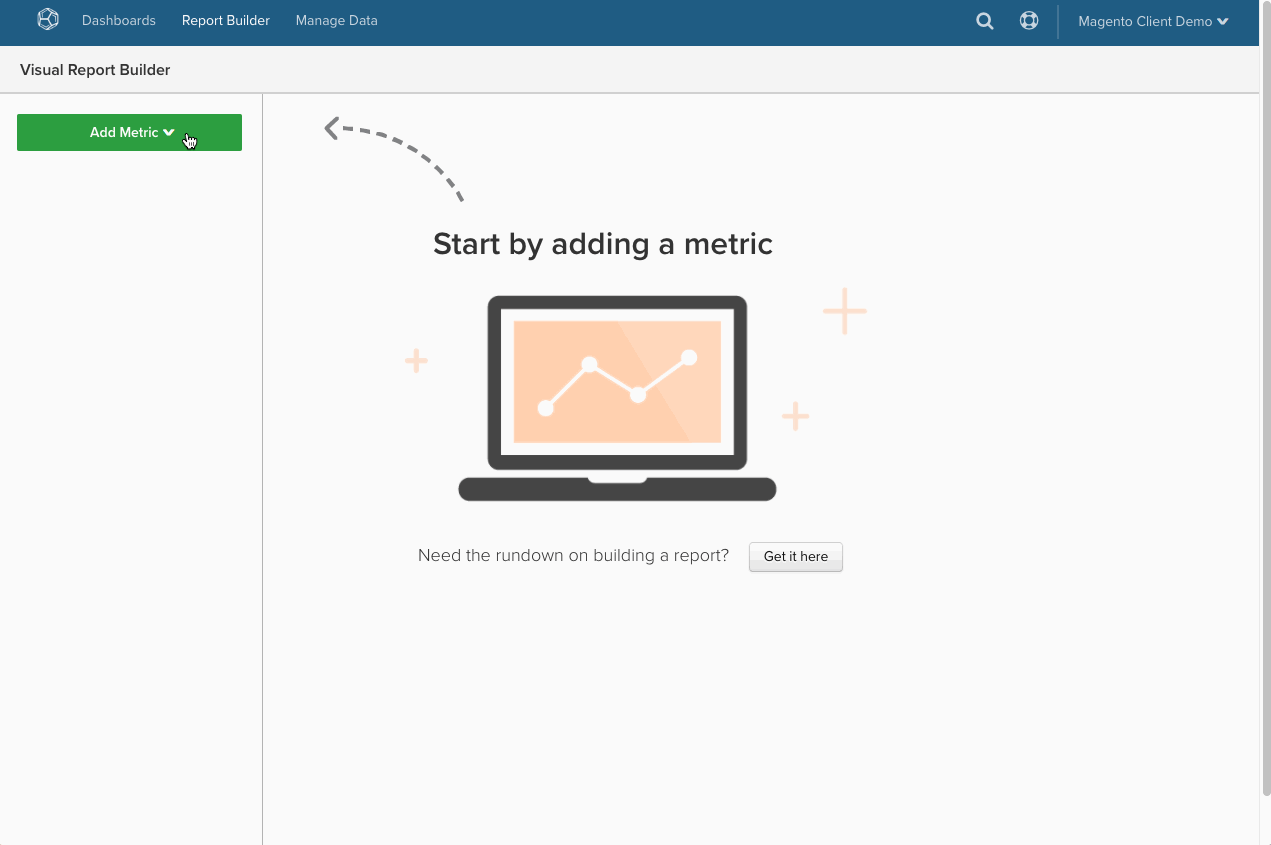 Dashboards Report Builder Manage Data Magento Client Demo
Visual Report Builder
Add Metric
Start by adding a metric
Need the rundown on building a report? Get it here